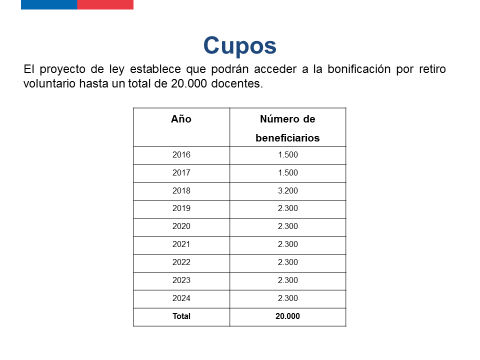 Cupos
El proyecto de ley establece que podrán acceder a la bonificación por retiro
voluntario hasta un total de 20.000 docentes.
Año Número de
beneficiarios
2016 1.500
2017 1.500
2018 3.200
2019 2.300
2020 2.300
2021 2.300
2022 2.300
2023 2.300
2024 2.300
Total 20.000